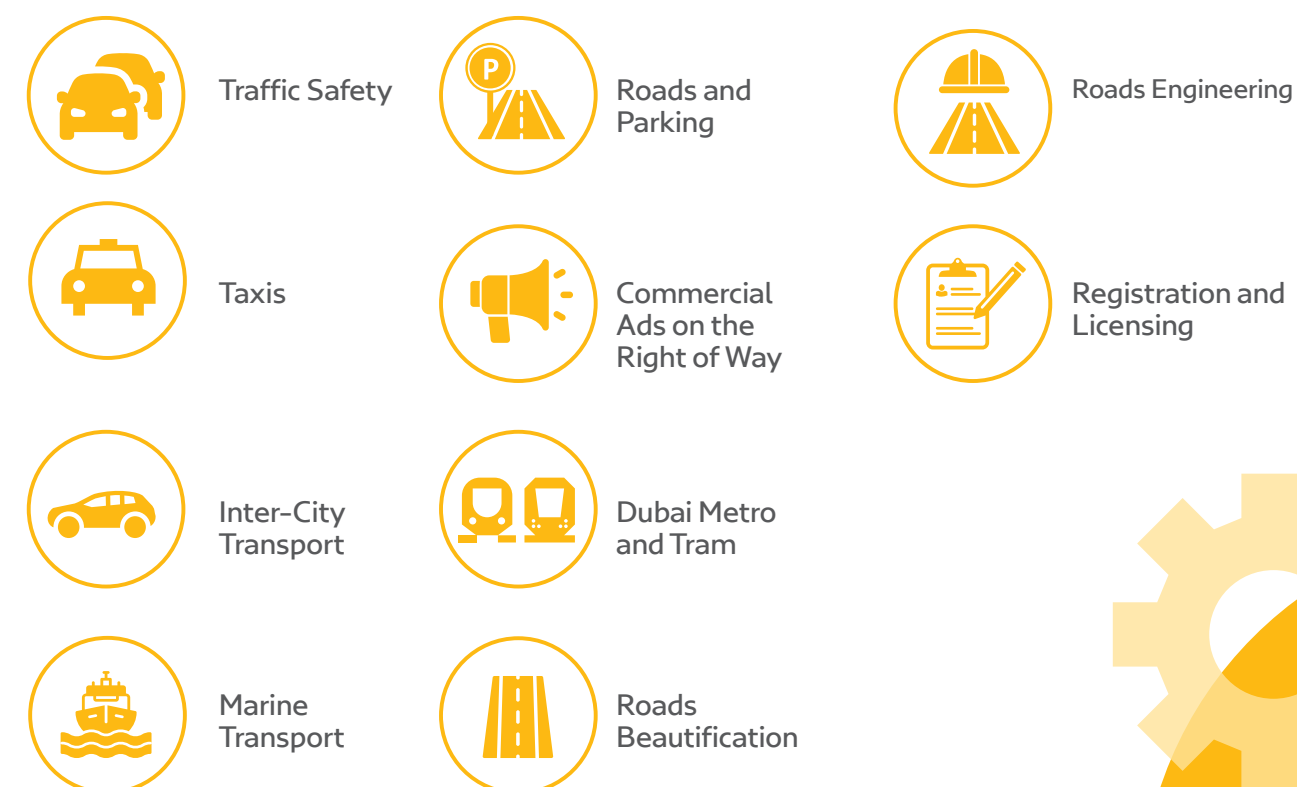 Traffic Safety
Roads and
Parking
Roads Engineering
Taxis
Commercial
Ads on the
Right of Way
Registration and
Licensing
Inter-City
Transport
Dubai Metro
and Tram
Marine
Transport
Roads
Beautification
P